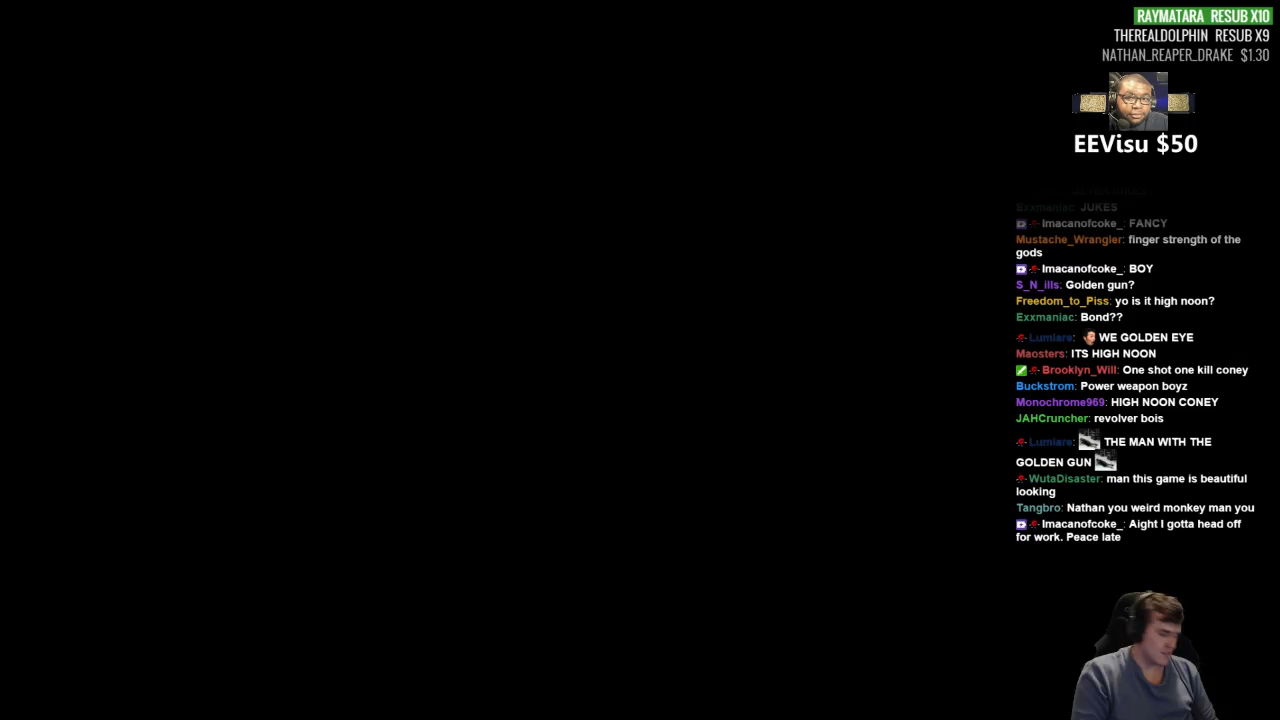 RAYMATARA RESUB X10
THEREALDOLPHIN RESUB X9
NATHAN_REAPER_DRAKE $1.30
EEVisu $50
Exxmaniac: JUKES
Imacanofcoke_: FANCY
Mustache_Wrangler: finger strength of the
gods
Imacanofcoke_: BOY
S_N_ills: Golden gun?
Freedom_to_Piss: yo is it high noon?
Exxmaniac: Bond??
Lumiare: WE GOLDEN EYE
Maosters: ITS HIGH NOON
Brooklyn_Will: One shot one kill coney
Buckstrom: Power weapon boyz
Monochrome969: HIGH NOON CONEY
JAHCruncher: revolver bois
Lumiare: THE MAN WITH THE
GOLDEN GUN
WutaDisaster: man this game is beautiful
looking
Tangbro: Nathan you weird monkey man you
Imacanofcoke_: Aight I gotta head off
for work. Peace late